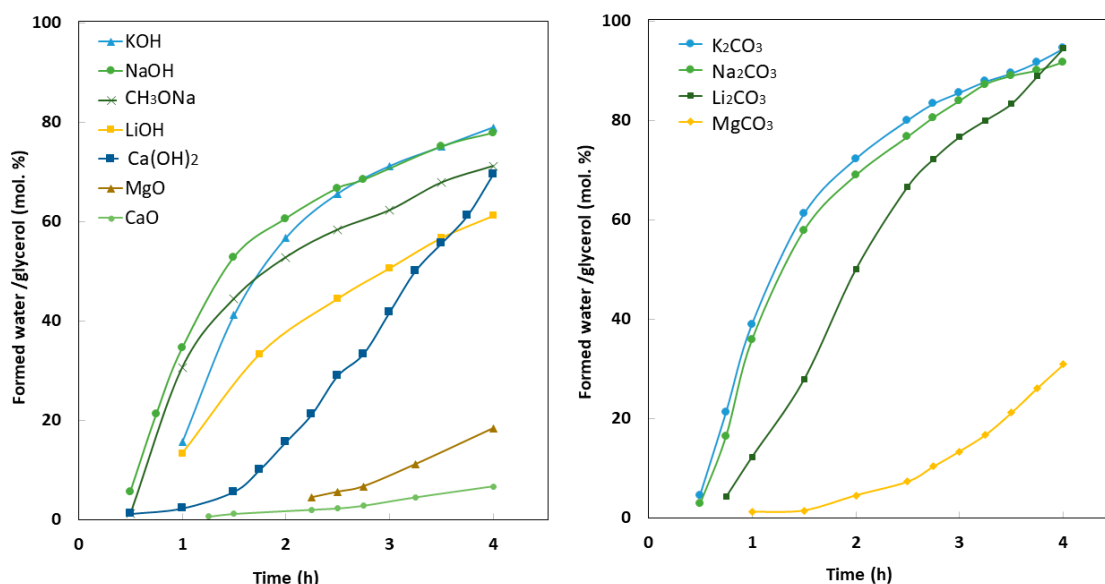 Formed water /glycerol (mol. %)
100
80
60
40
20
0
KOH
NaOH
CH3ONa
LiOH
Ca(OH)2
MgO
CaO
0
1
2
3
4
Time (h)
Formed water /glycerol (mol. %)
100
80
60
40
20
0
K₂CO₃
Na₂CO₃
Li₂CO₃
MgCO₃
0
1
2
3
4
Time (h)